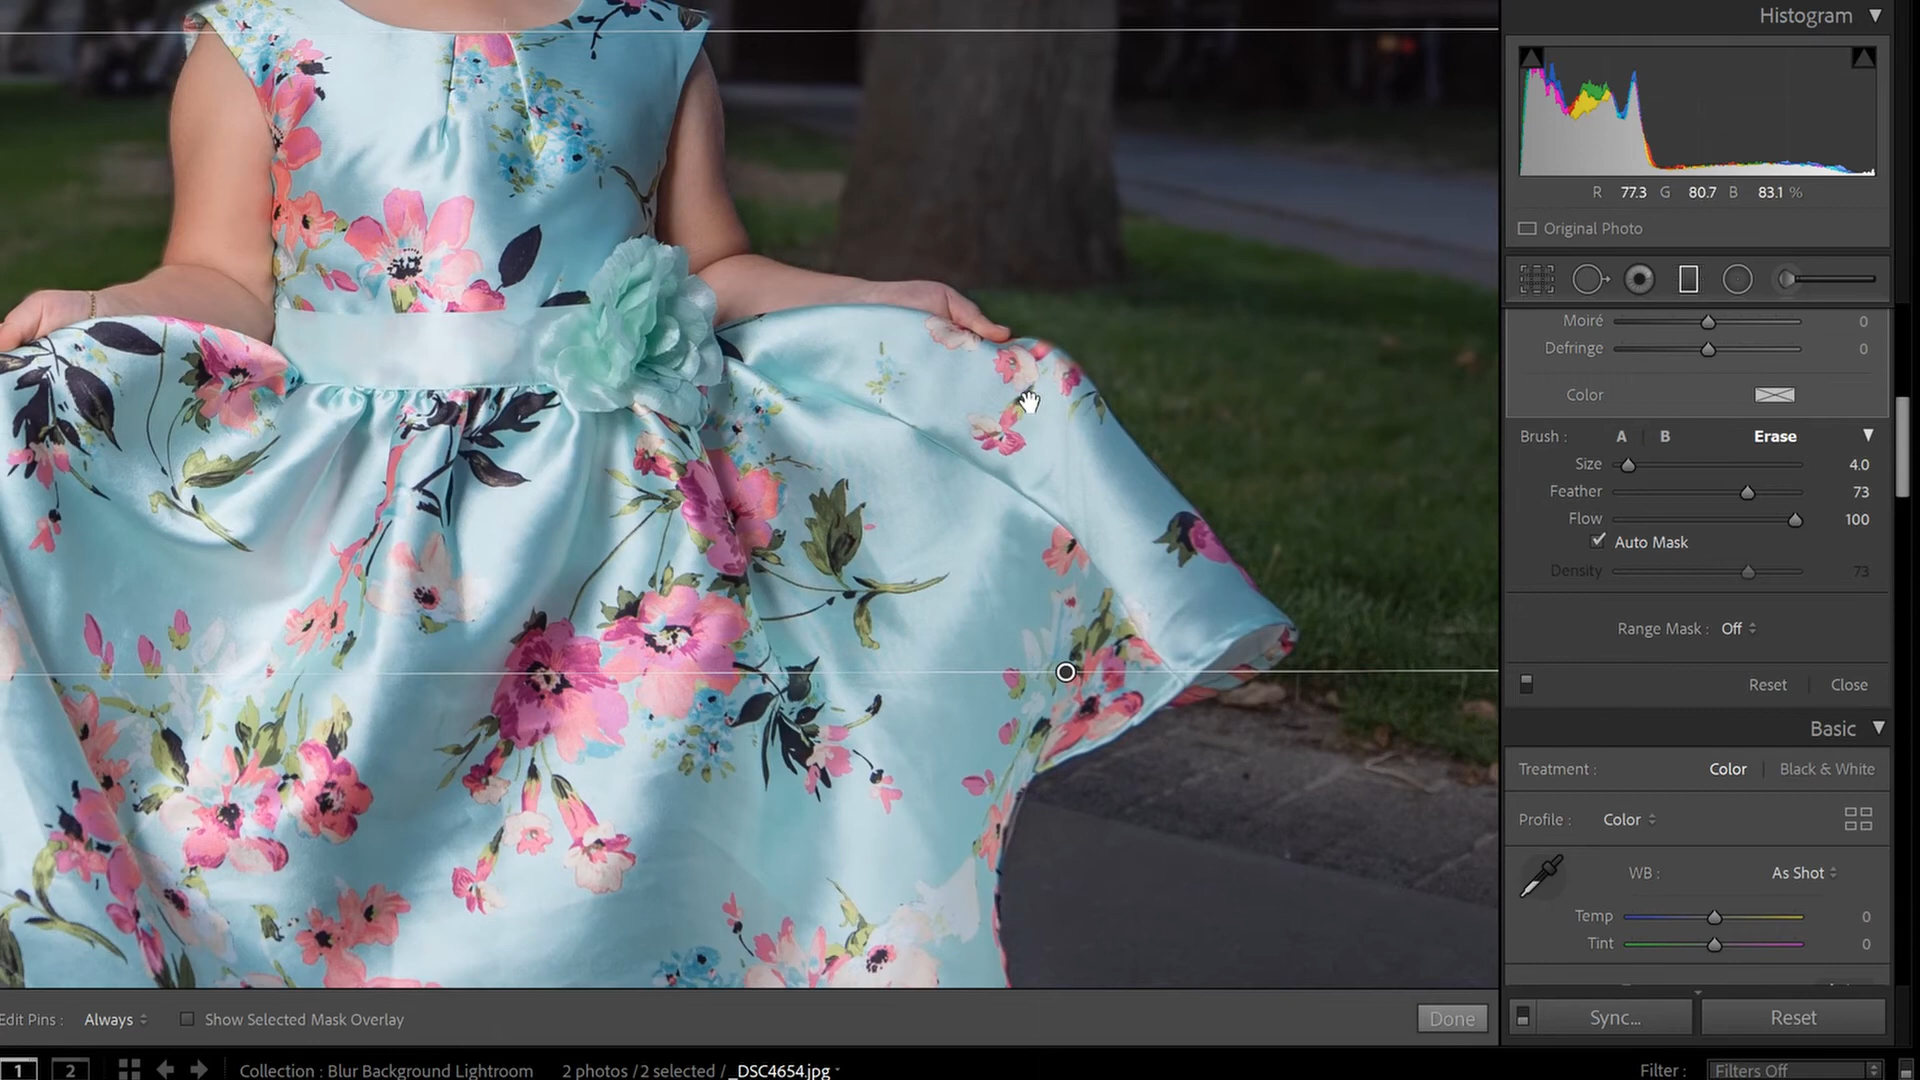 Histogram
R 77.3 G 80.7 B 83.1 %
Original Photo
Moiré 0
Defringe 0
Color
Brush : A B Erase
Size 4.0
Feather 73
Flow 100
Auto Mask
Density 73
Range Mask : Off
Reset Close
Basic
Treatment : Color Black & White
Profile : Color
WB : As Shot
Temp 0
Tint 0
Edit Pins : Always Show Selected Mask Overlay Done Sync... Reset
1 2 Collection : Blur Background Lightroom 2 photos / 2 selected / _DSC4654.jpg Filter : Filters Off